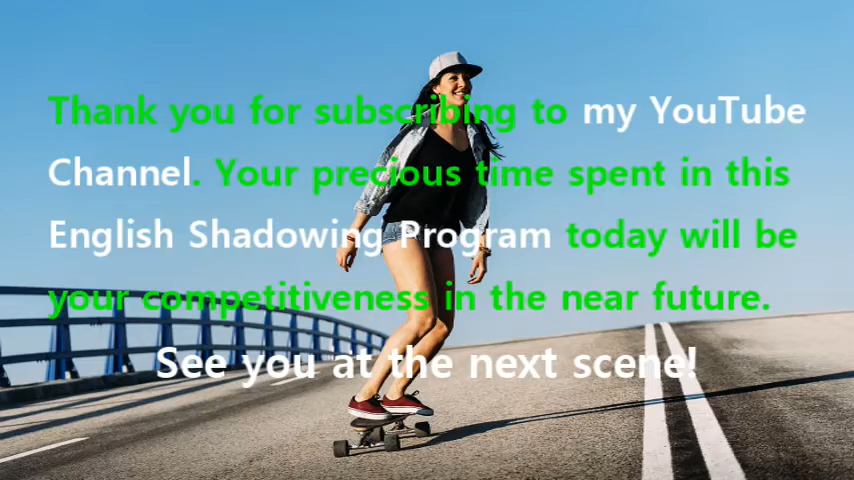 Thank you for subscribing to my YouTube
Channel. Your precious time spent in this
English Shadowing Program today will be
your competitiveness in the near future.
See you at the next scene!